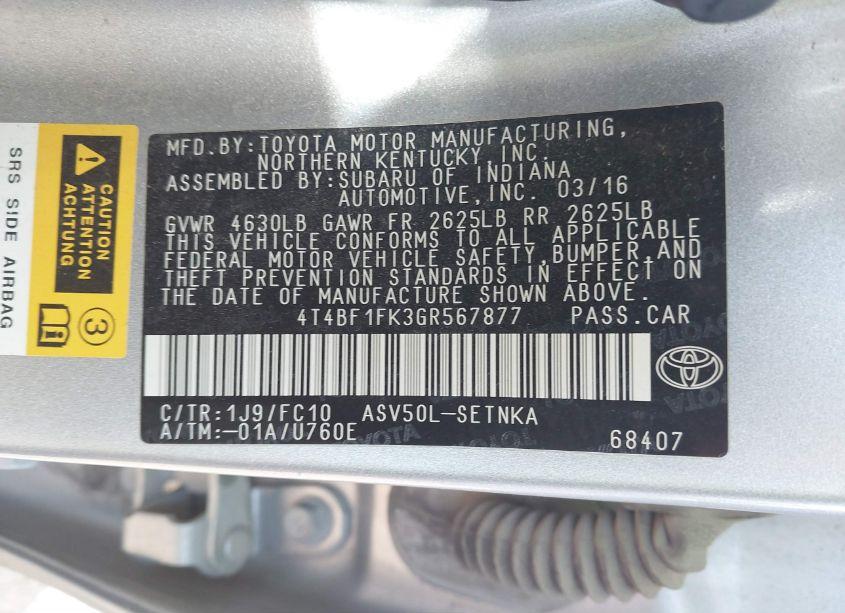 MFD.BY:TOYOTA MOTOR MANUFACTURING,
NORTHERN KENTUCKY,INC.
ASSEMBLED BY:SUBARU OF INDIANA
AUTOMOTIVE,INC. 03/16
GVWR 4630LB GAWR FR 2625LB RR 2625LB
THIS VEHICLE CONFORMS TO ALL APPLICABLE
FEDERAL MOTOR VEHICLE SAFETY,BUMPER,AND
THEFT PREVENTION STANDARDS IN EFFECT ON
THE DATE OF MANUFACTURE SHOWN ABOVE.
4T4BF1FK3GR567877 PASS.CAR
C/TR:1J9/FC10 ASV50L-SETNKA
A/TM:-01A/U760E
68407
CAUTION
ATTENTION
ACHTUNG
3
SRS SIDE AIRBAG